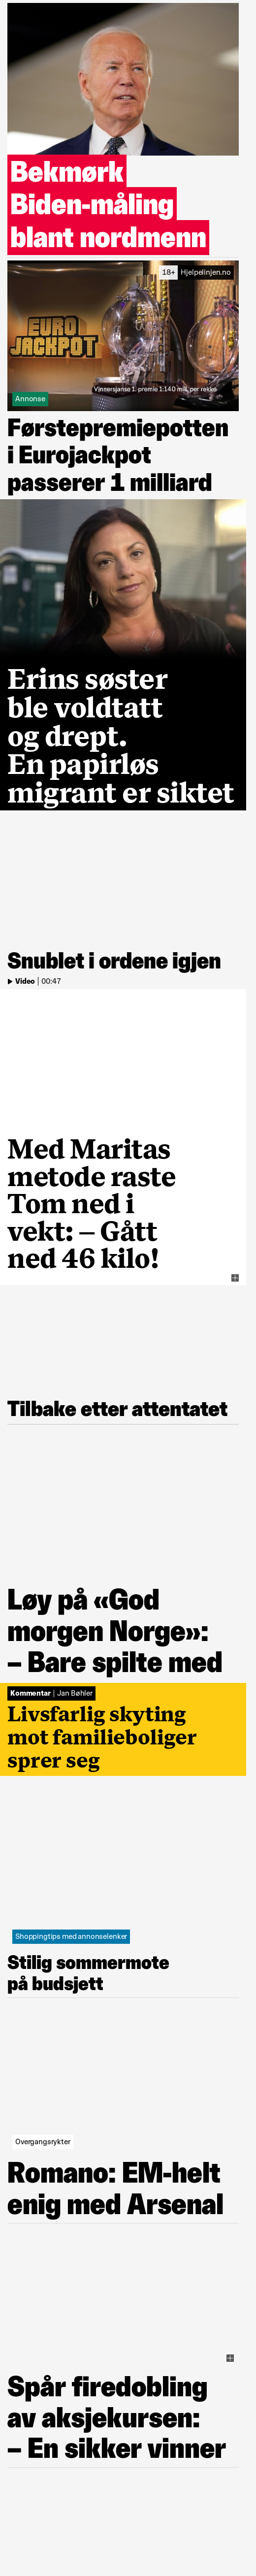 Bekmørk
Biden-måling
blant nordmenn
18+ Hjelpelinjen.no
EURO
JACKPOT
Vinnersjanse 1. premie 1:140 mill. per rekke
Annonse
Førstepremiepotten
i Eurojackpot
passerer 1 milliard
Erins søster
ble voldtatt
og drept.
En papirløs
migrant er siktet
Snublet i ordene igjen
Video | 00:47
Med Maritas
metode raste
Tom ned i
vekt: – Gått
ned 46 kilo!
Tilbake etter attentatet
Løy på «God
morgen Norge»:
– Bare spilte med
Kommentar | Jan Bøhler
Livsfarlig skyting
mot familieboliger
sprer seg
Shoppingtips med annonselenker
Stilig sommermote
på budsjett
Overgangsrykter
Romano: EM-helt
enig med Arsenal
Spår firedobling
av aksjekursen:
– En sikker vinner